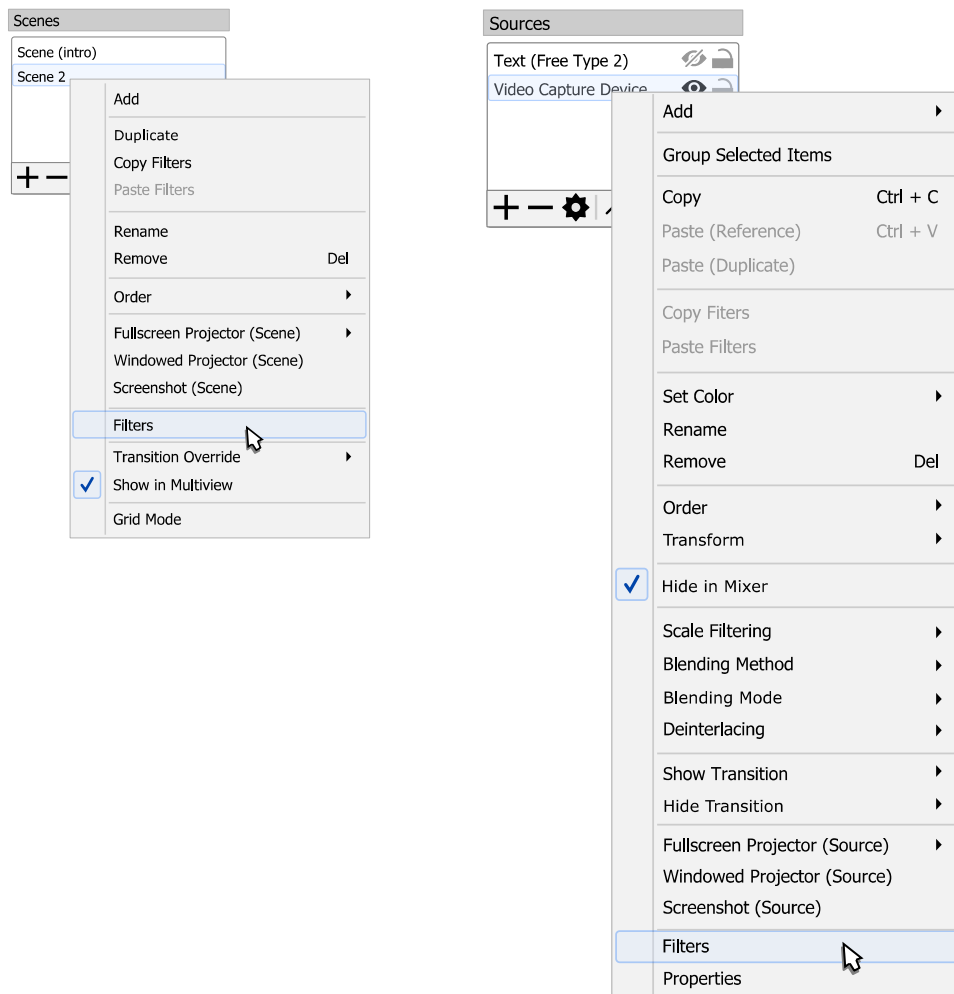 Scenes
Scene (intro)
Scene 2
Add
Duplicate
Copy Filters
Paste Filters
Rename
Remove Del
Order
Fullscreen Projector (Scene)
Windowed Projector (Scene)
Screenshot (Scene)
Filters
Transition Override
Show in Multiview
Grid Mode
Sources
Text (Free Type 2)
Video Capture Device
Add
Group Selected Items
Copy Ctrl + C
Paste (Reference) Ctrl + V
Paste (Duplicate)
Copy Fiters
Paste Filters
Set Color
Rename
Remove Del
Order
Transform
Hide in Mixer
Scale Filtering
Blending Method
Blending Mode
Deinterlacing
Show Transition
Hide Transition
Fullscreen Projector (Source)
Windowed Projector (Source)
Screenshot (Source)
Filters
Properties